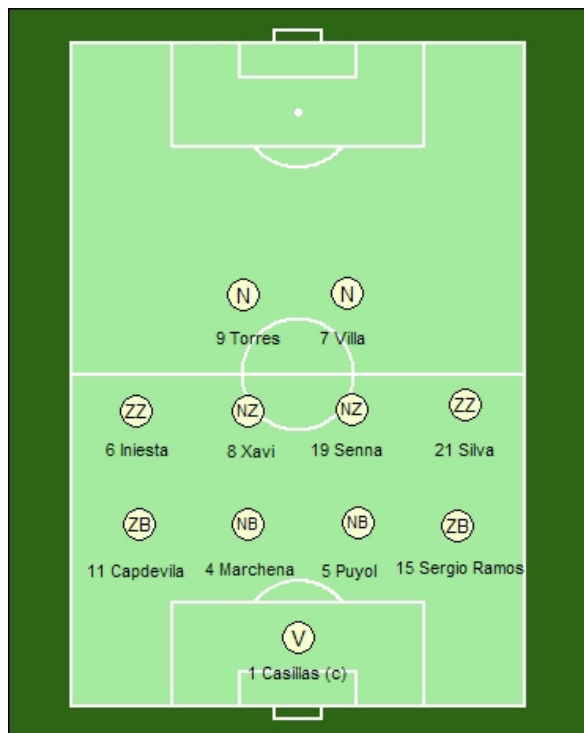 N N
9 Torres 7 Villa
ZZ NZ NZ ZZ
6 Iniesta 8 Xavi 19 Senna 21 Silva
ZB NB NB ZB
11 Capdevila 4 Marchena 5 Puyol 15 Sergio Ramos
V
1 Casillas (c)